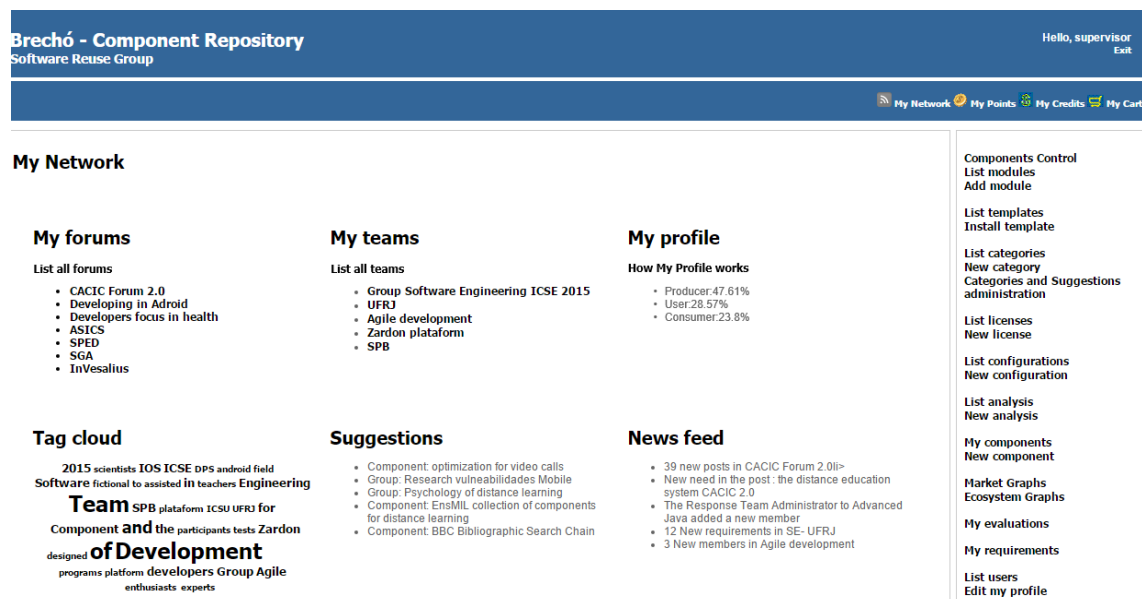 Brechó - Component Repository
Software Reuse Group
Hello, supervisor
Exit
My Network My Points My Credits My Cart
My Network
My forums
List all forums
CACIC Forum 2.0
Developing in Adroid
Developers focus in health
ASICS
SPED
SGA
InVesalius
My teams
List all teams
Group Software Engineering ICSE 2015
UFRJ
Agile development
Zardon plataform
SPB
My profile
How My Profile works
Producer:47.61%
User:28.57%
Consumer:23.8%
Tag cloud
2015 scientists IOS ICSE DPS android field
Software fictional to assisted in teachers Engineering
Team SPB plataform ICSU UFRJ for
Component and the participants tests Zardon
designed of Development
programs platform developers Group Agile
enthusiasts experts
Suggestions
Component: optimization for video calls
Group: Research vulneabilidades Mobile
Group: Psychology of distance learning
Component: EnsMIL collection of components
for distance learning
Component: BBC Bibliographic Search Chain
News feed
39 new posts in CACIC Forum 2.0li>
New need in the post : the distance education
system CACIC 2.0
The Response Team Administrator to Advanced
Java added a new member
12 New requirements in SE- UFRJ
3 New members in Agile development
Components Control
List modules
Add module
List templates
Install template
List categories
New category
Categories and Suggestions
administration
List licenses
New license
List configurations
New configuration
List analysis
New analysis
My components
New component
Market Graphs
Ecosystem Graphs
My evaluations
My requirements
List users
Edit my profile